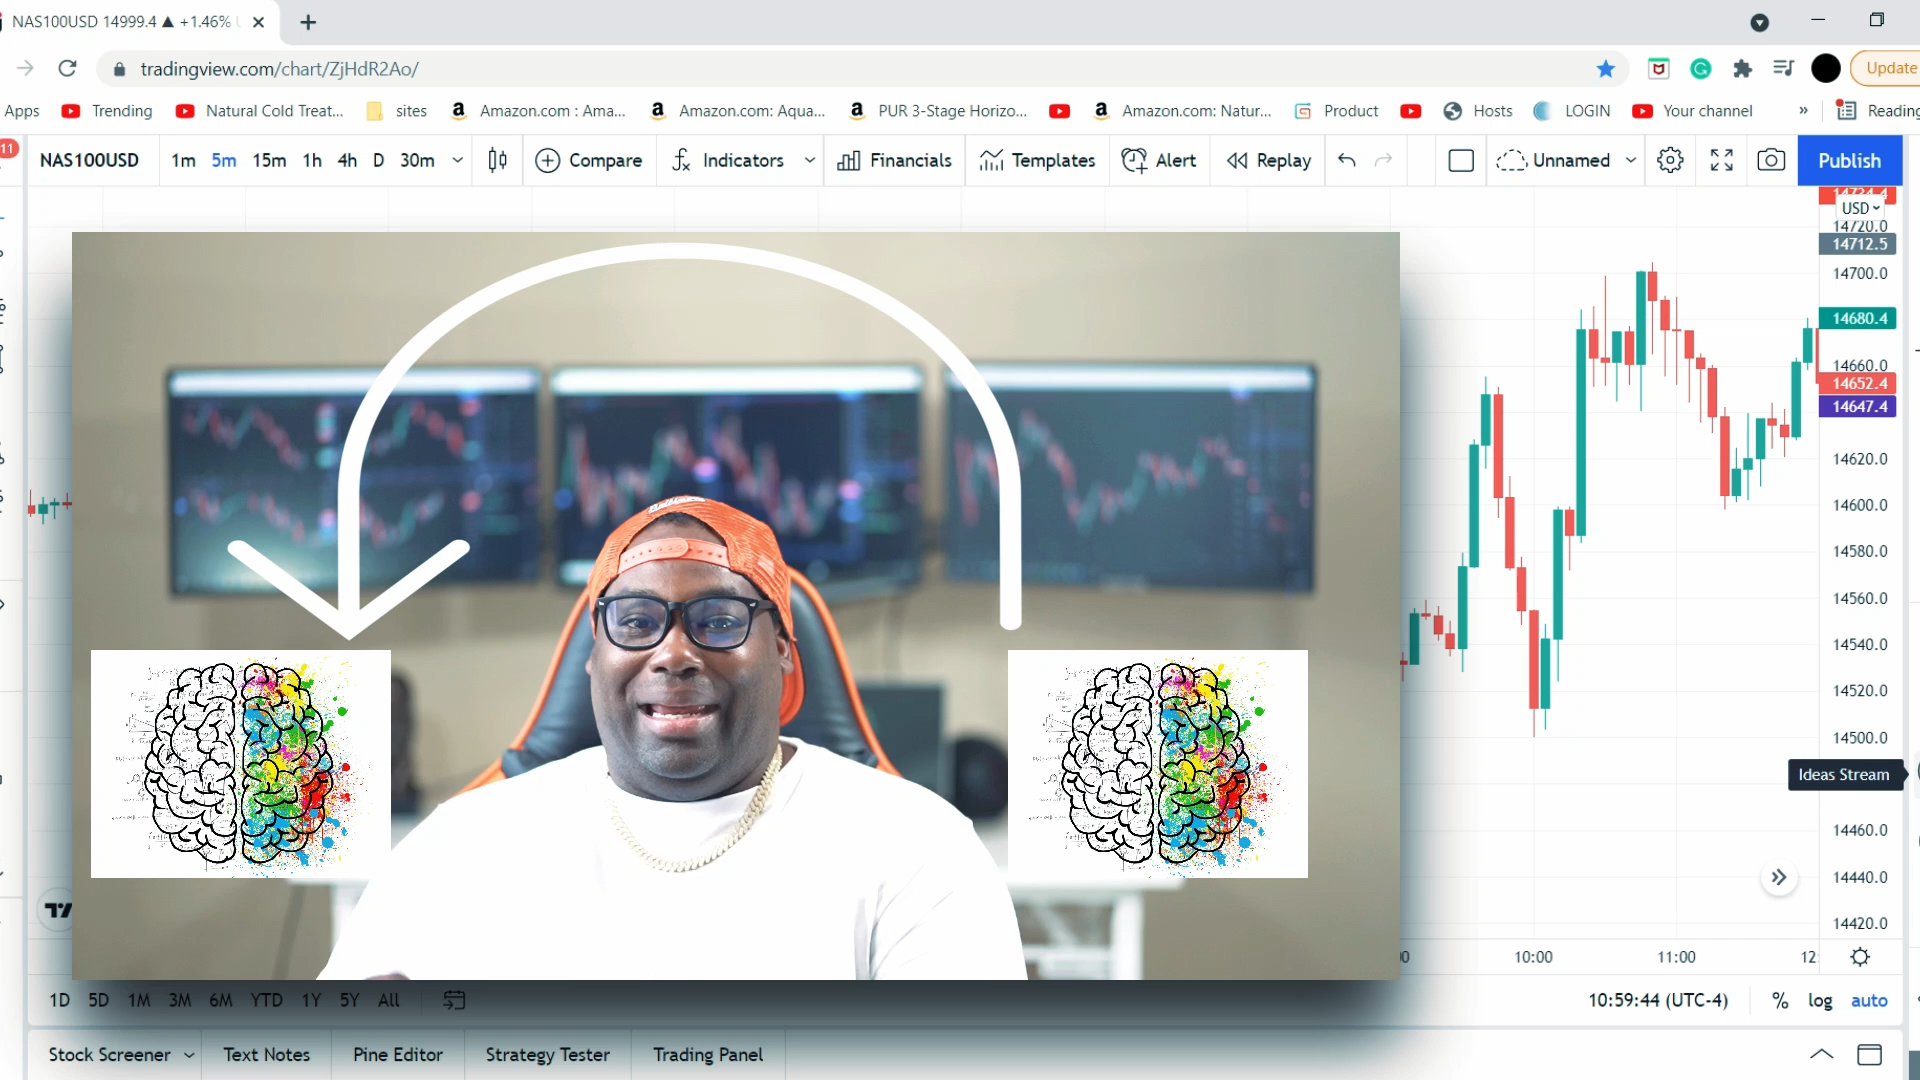 NAS100USD 14999.4 ▲ +1.46%
tradingview.com/chart/ZjHdR2Ao/
Update
Apps Trending Natural Cold Treat... sites Amazon.com : Ama... Amazon.com: Aqua... PUR 3-Stage Horizo... Amazon.com: Natur... Product Hosts LOGIN Your channel » Reading
11
NAS100USD 1m 5m 15m 1h 4h D 30m Compare Indicators Financials Templates Alert Replay Unnamed Publish
14724.4
USD
14720.0
14712.5
14700.0
14680.4
14660.0
14652.4
14647.4
14620.0
14600.0
14580.0
14560.0
14540.0
14520.0
14500.0
Ideas Stream
14460.0
14440.0
14420.0
10:00 11:00 12:
1D 5D 1M 3M 6M YTD 1Y 5Y All
10:59:44 (UTC-4) % log auto
Stock Screener Text Notes Pine Editor Strategy Tester Trading Panel